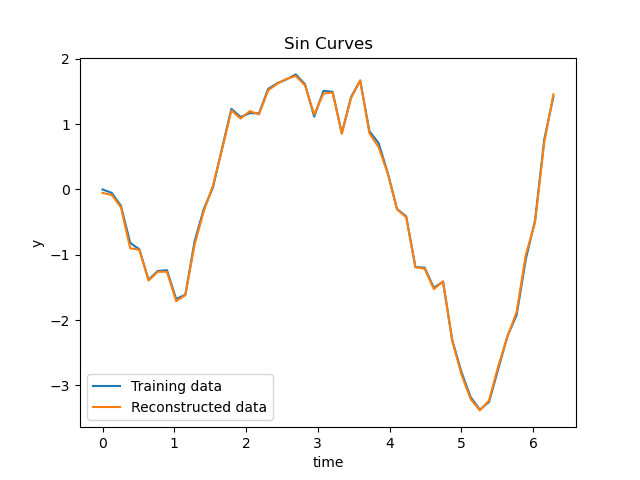 Sin Curves
2
1
0
−1
−2
−3
y
Training data
Reconstructed data
0 1 2 3 4 5 6
time